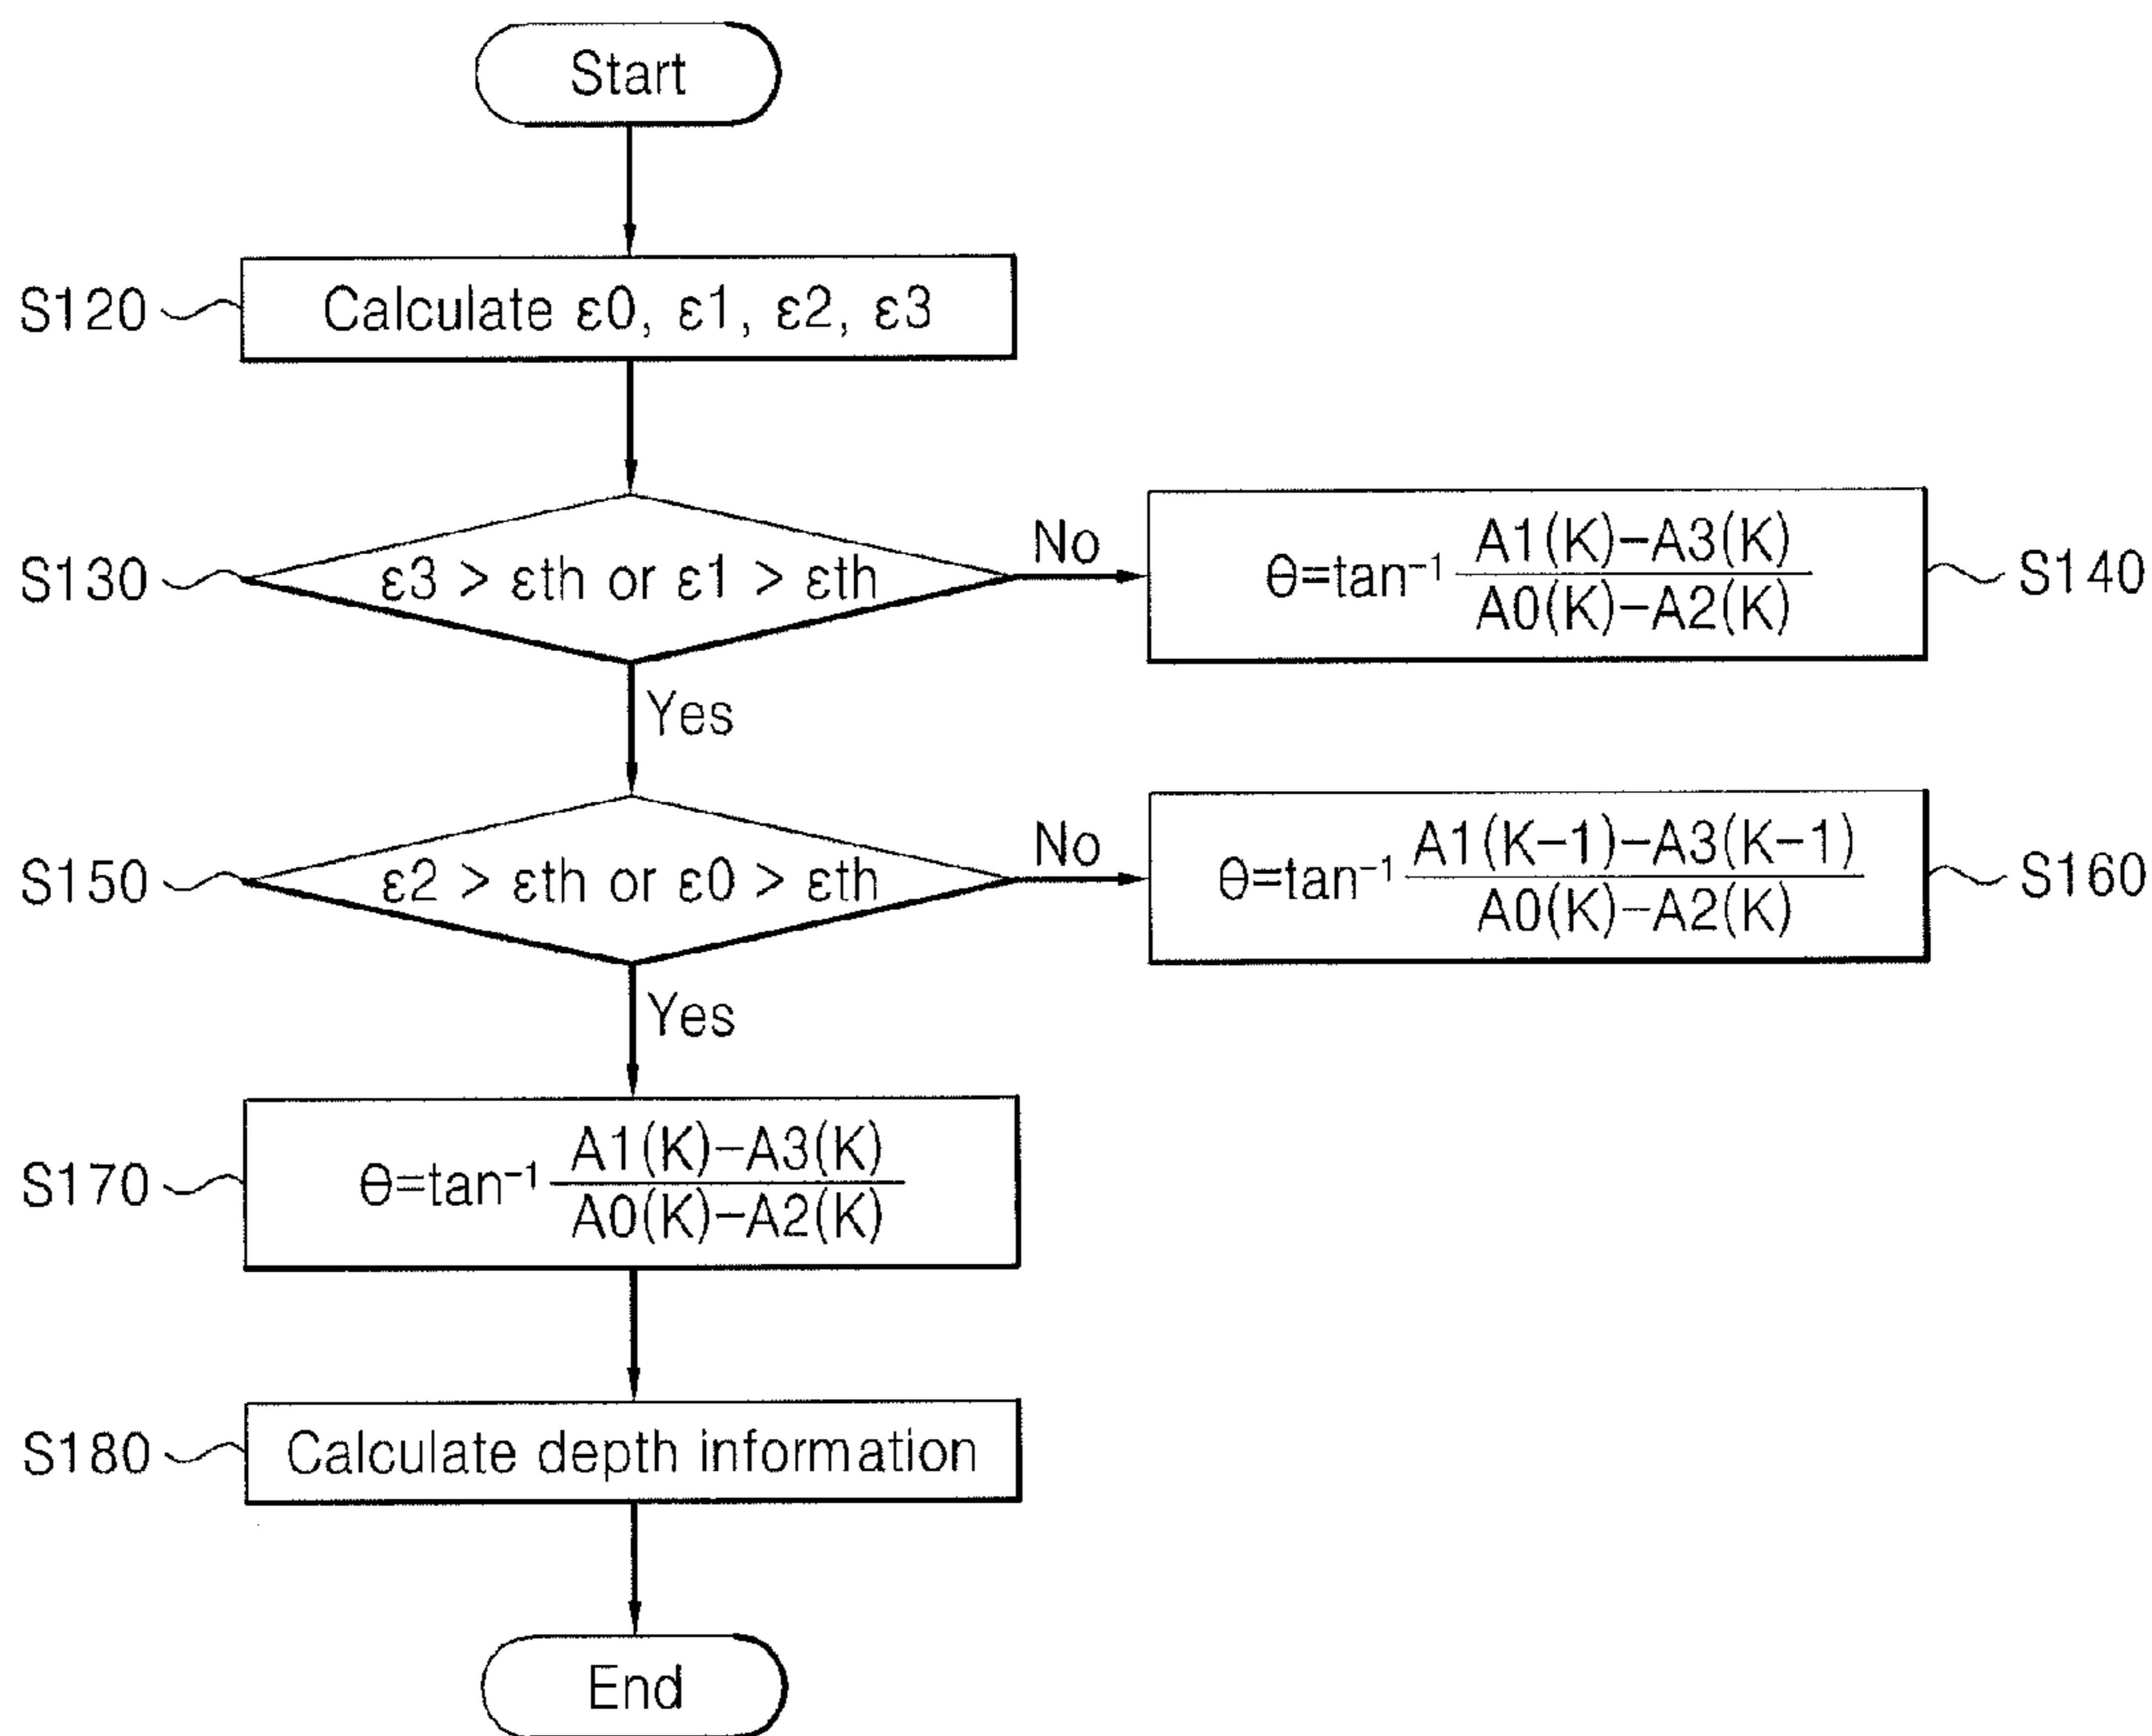 Start
S120 Calculate ε0, ε1, ε2, ε3
S130 ε3 > εth or ε1 > εth No
θ=tan⁻¹ A1(K)−A3(K)
A0(K)−A2(K)
S140
Yes
S150 ε2 > εth or ε0 > εth No
θ=tan⁻¹ A1(K−1)−A3(K−1)
A0(K)−A2(K)
S160
Yes
S170 θ=tan⁻¹ A1(K)−A3(K)
A0(K)−A2(K)
S180 Calculate depth information
End